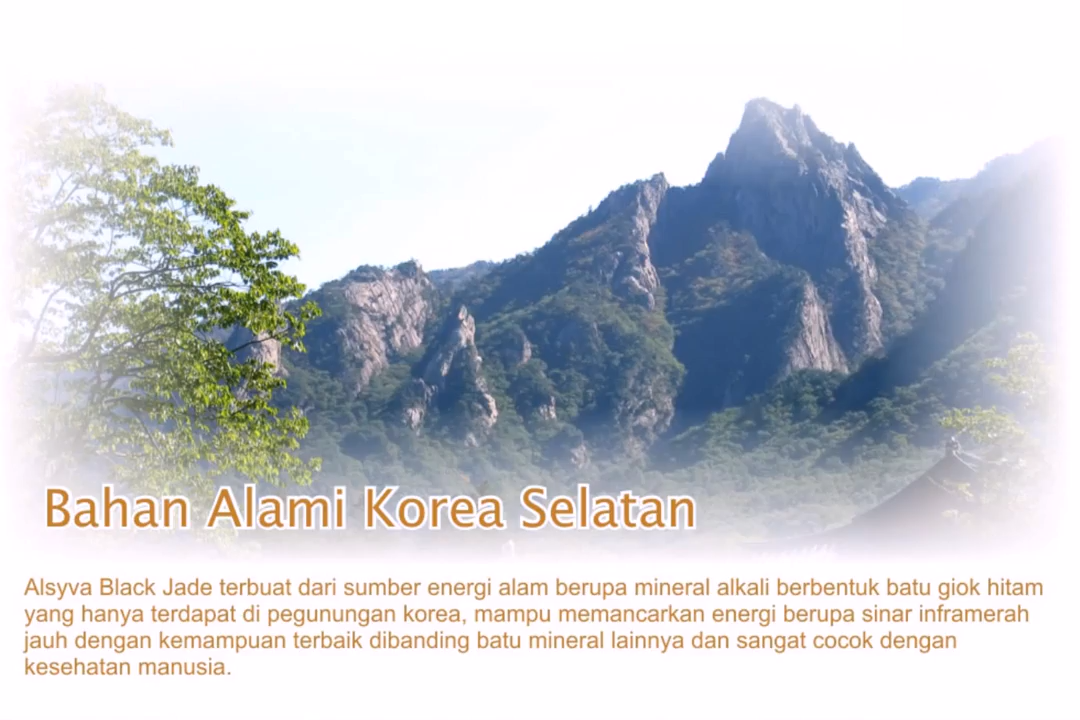 Bahan Alami Korea Selatan
Alsyva Black Jade terbuat dari sumber energi alam berupa mineral alkali berbentuk batu giok hitam
yang hanya terdapat di pegunungan korea, mampu memancarkan energi berupa sinar inframerah
jauh dengan kemampuan terbaik dibanding batu mineral lainnya dan sangat cocok dengan
kesehatan manusia.